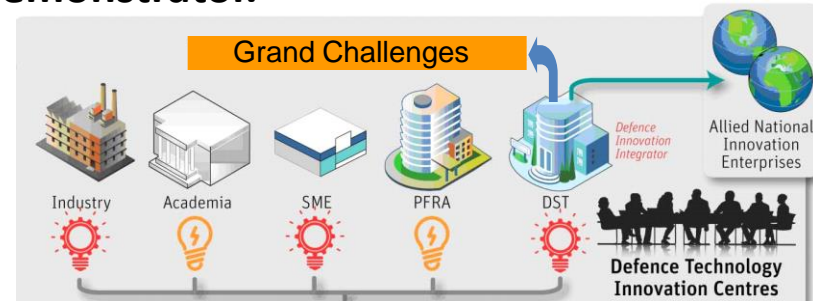 Grand Challenges
Defence
Innovation
Integrator
Allied National
Innovation
Enterprises
Industry
Academia
SME
PFRA
DST
Defence Technology
Innovation Centres